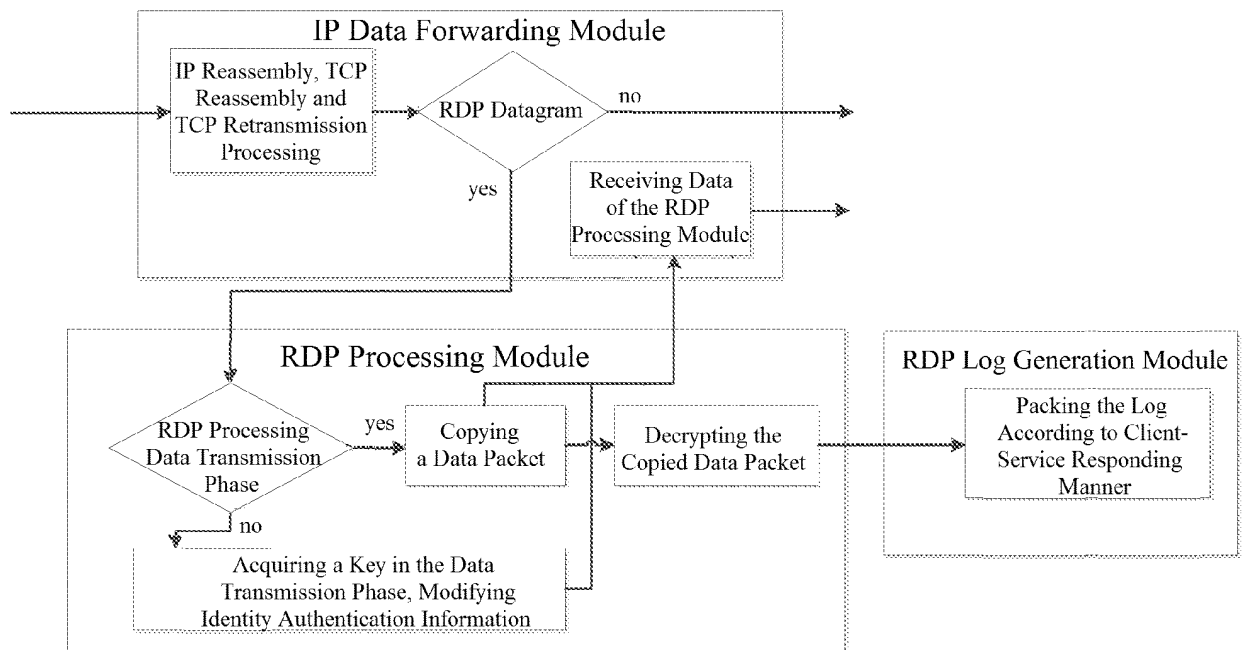 IP Data Forwarding Module
IP Reassembly, TCP
Reassembly and
TCP Retransmission
Processing
RDP Datagram
no
yes
Receiving Data
of the RDP
Processing Module
RDP Processing Module
RDP Processing
Data Transmission
Phase
yes
no
Copying
a Data Packet
Decrypting the
Copied Data Packet
Acquiring a Key in the Data
Transmission Phase, Modifying
Identity Authentication Information
RDP Log Generation Module
Packing the Log
According to Client-
Service Responding
Manner